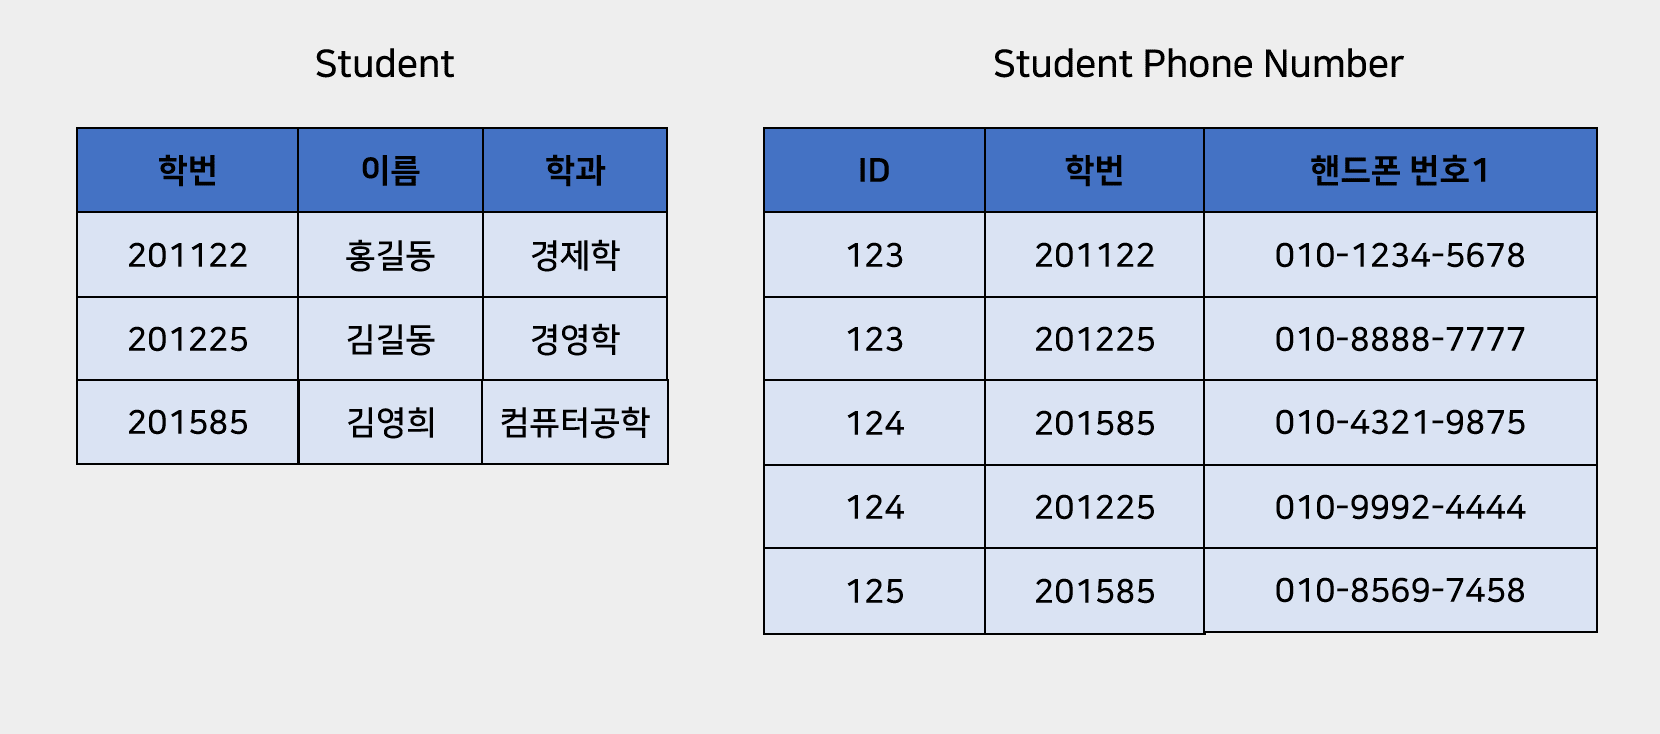 Student
학번 이름 학과
201122 홍길동 경제학
201225 김길동 경영학
201585 김영희 컴퓨터공학
Student Phone Number
ID 학번 핸드폰 번호1
123 201122 010-1234-5678
123 201225 010-8888-7777
124 201585 010-4321-9875
124 201225 010-9992-4444
125 201585 010-8569-7458